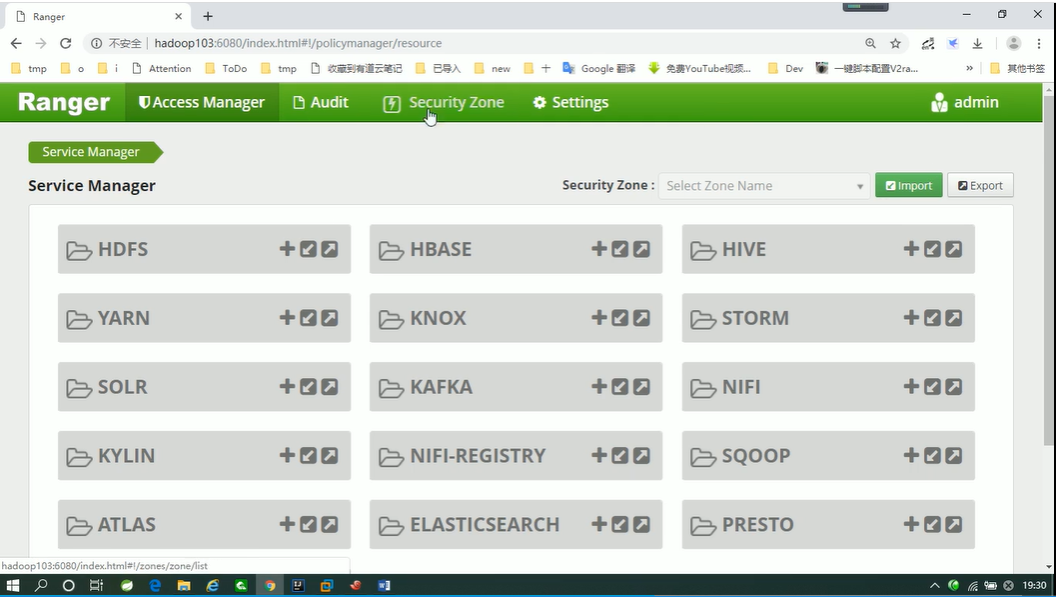 Ranger
不安全 | hadoop103:6080/index.html#!/policymanager/resource
tmp o i Attention ToDo tmp 收藏到有道云笔记 已导入 new + Google 翻译 免费YouTube视频... Dev 一键脚本配置V2ra... » 其他书签
Ranger Access Manager Audit Security Zone Settings admin
Service Manager
Service Manager Security Zone : Select Zone Name Import Export
HDFS HBASE HIVE
YARN KNOX STORM
SOLR KAFKA NIFI
KYLIN NIFI-REGISTRY SQOOP
ATLAS ELASTICSEARCH PRESTO
hadoop103:6080/index.html#!/zones/zone/list
19:30